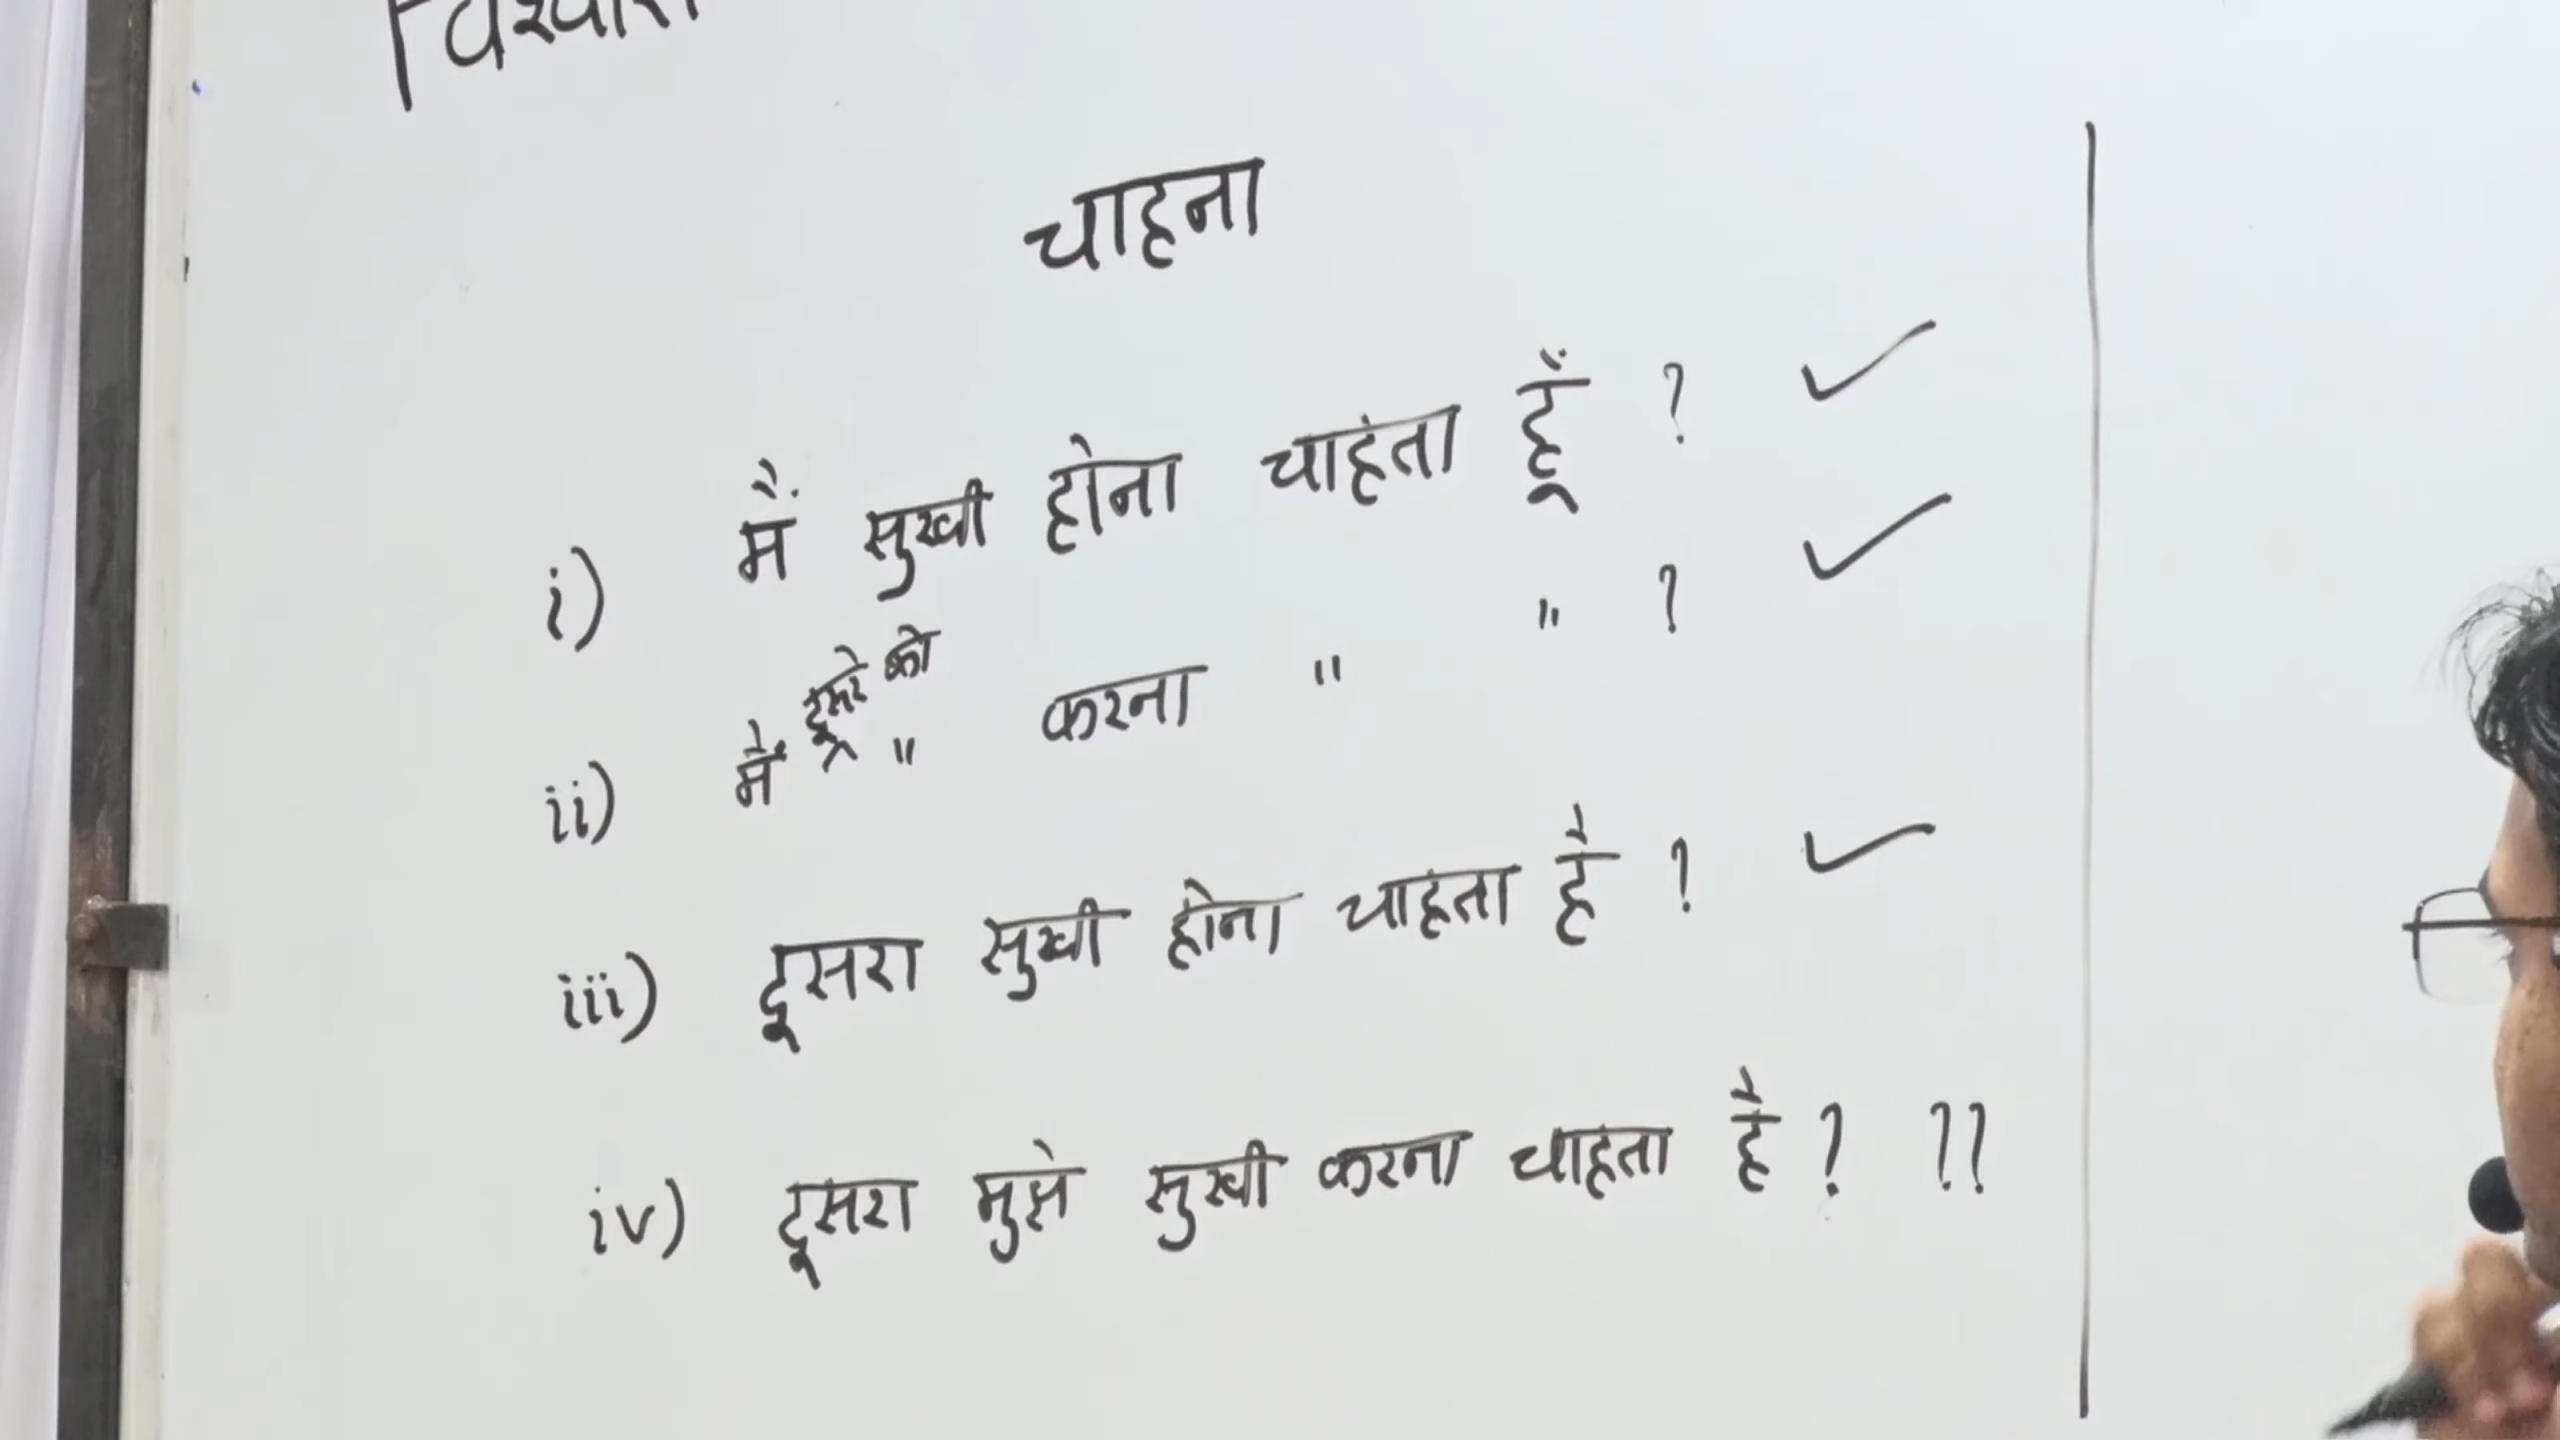 विश्वास
चाहना
i) मैं सुखी होना चाहता हूँ ? ✓
ii) मैं दूसरे को " करना " " ? ✓
iii) दूसरा सुखी होना चाहता है ? ✓
iv) दूसरा मुझे सुखी करना चाहता है ? ??